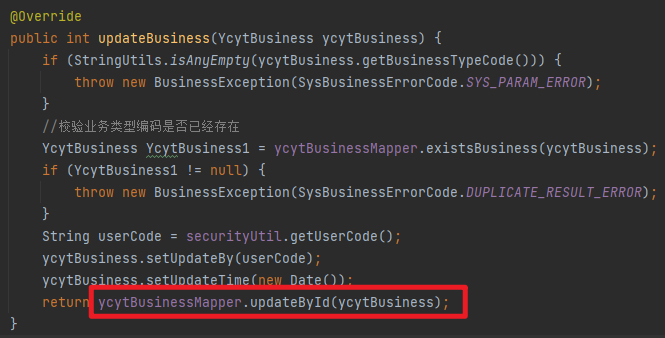 @Override
public int updateBusiness(YcytBusiness ycytBusiness) {
if (StringUtils.isAnyEmpty(ycytBusiness.getBusinessTypeCode())) {
throw new BusinessException(SysBusinessErrorCode.SYS_PARAM_ERROR);
}
//校验业务类型编码是否已经存在
YcytBusiness YcytBusiness1 = ycytBusinessMapper.existsBusiness(ycytBusiness);
if (YcytBusiness1 != null) {
throw new BusinessException(SysBusinessErrorCode.DUPLICATE_RESULT_ERROR);
}
String userCode = securityUtil.getUserCode();
ycytBusiness.setUpdateBy(userCode);
ycytBusiness.setUpdateTime(new Date());
return ycytBusinessMapper.updateById(ycytBusiness);
}